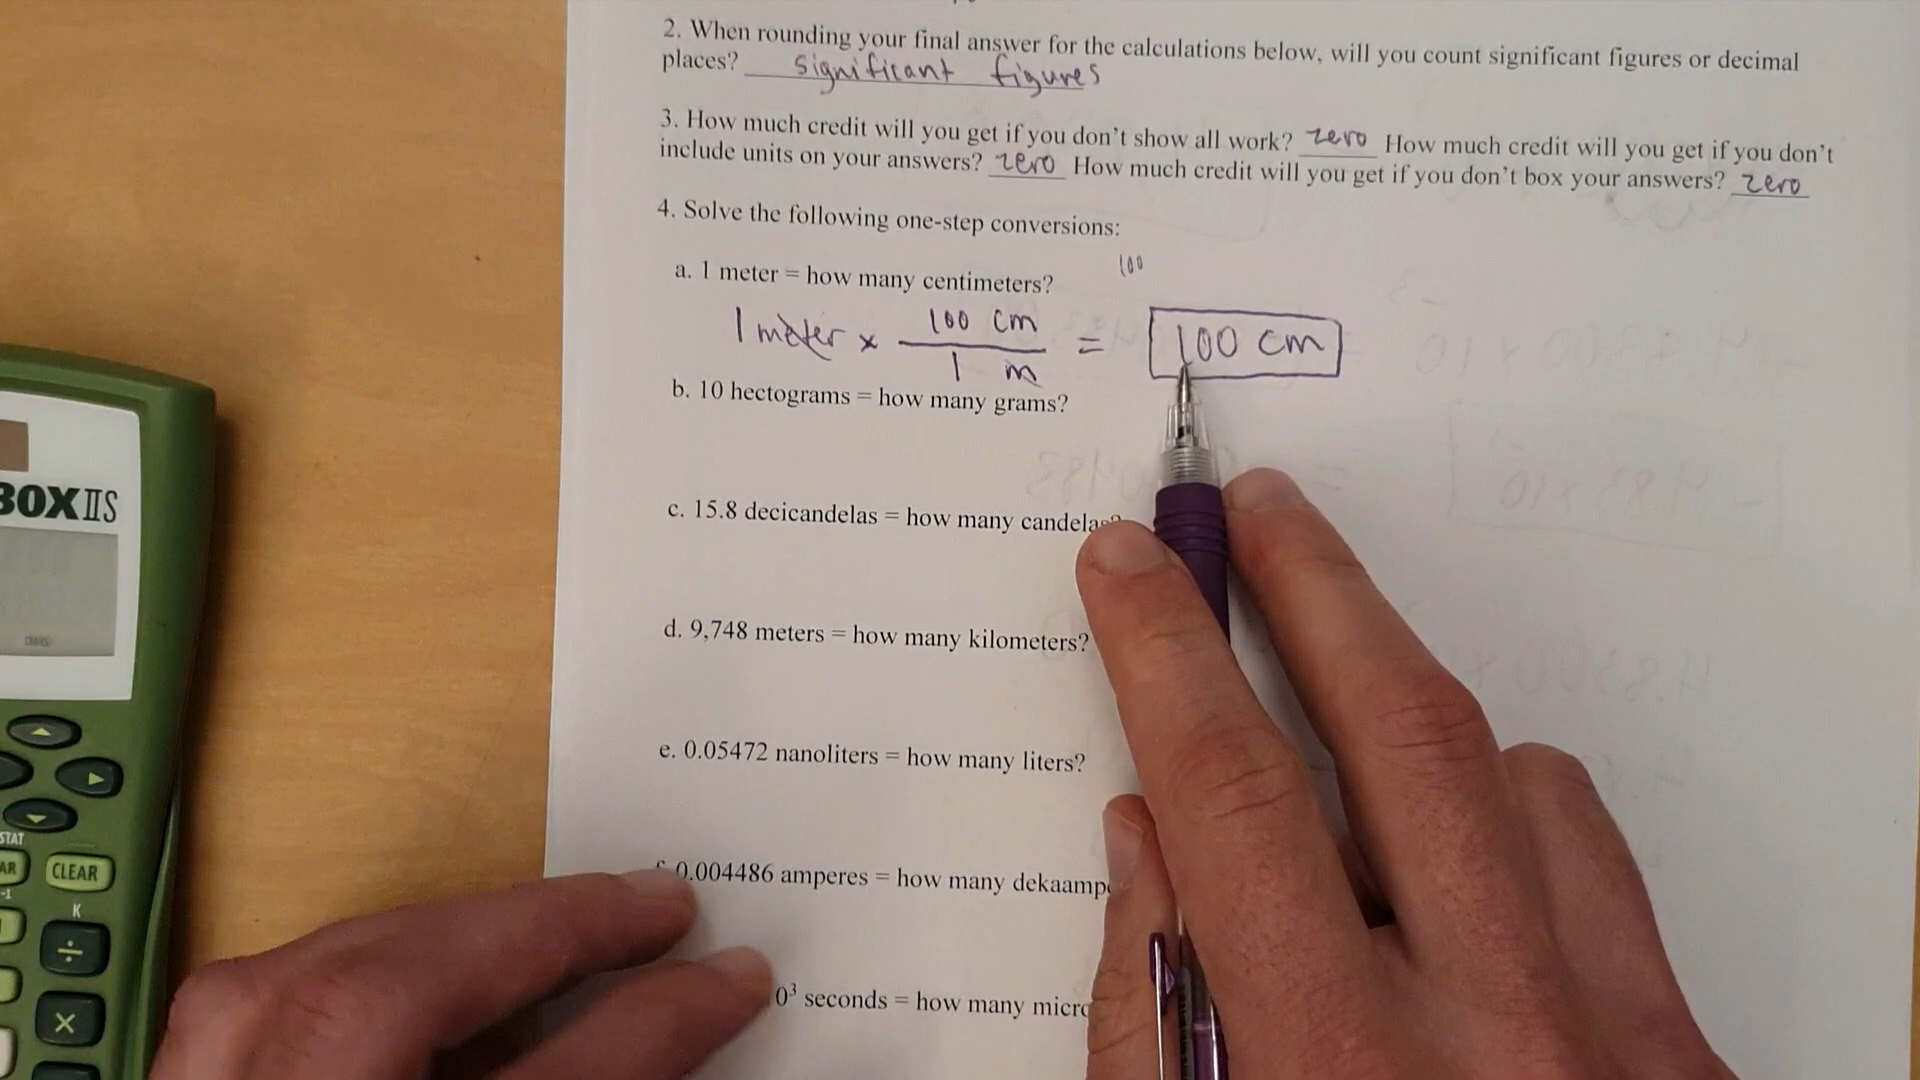 2. When rounding your final answer for the calculations below, will you count significant figures or decimal
places? significant figures
3. How much credit will you get if you don't show all work? zero How much credit will you get if you don't
include units on your answers? zero How much credit will you get if you don't box your answers? zero
4. Solve the following one-step conversions:
100
a. 1 meter = how many centimeters?
1 meter × 100 cm / 1 m = 100 cm
b. 10 hectograms = how many grams?
c. 15.8 decicandelas = how many candelas?
d. 9,748 meters = how many kilometers?
e. 0.05472 nanoliters = how many liters?
0.004486 amperes = how many
0³ seconds = how many
IIS
CLEAR
K
÷
×